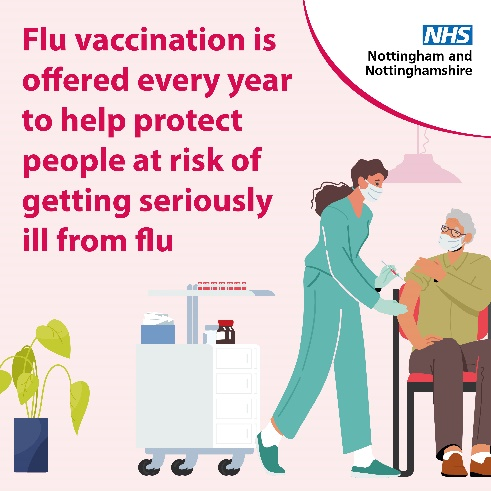 Flu vaccination is
offered every year
to help protect
people at risk of
getting seriously
ill from flu
NHS
Nottingham and
Nottinghamshire